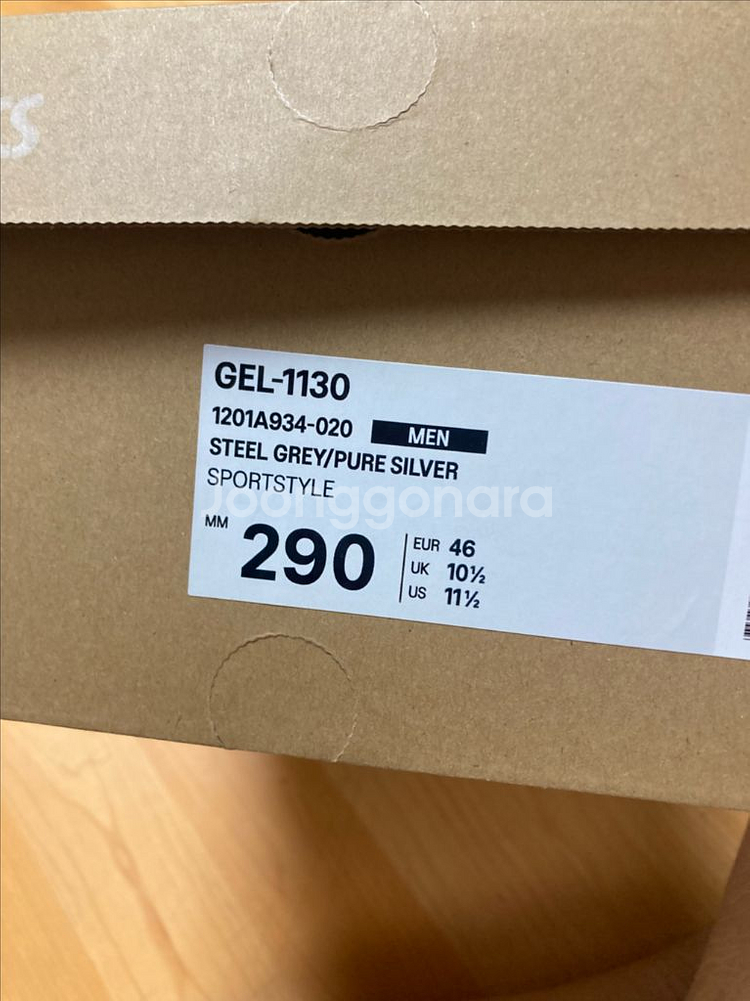 GEL-1130
1201A934-020 MEN
STEEL GREY/PURE SILVER
SPORTSTYLE
Joonggonara
MM 290
EUR 46
UK 10½
US 11½